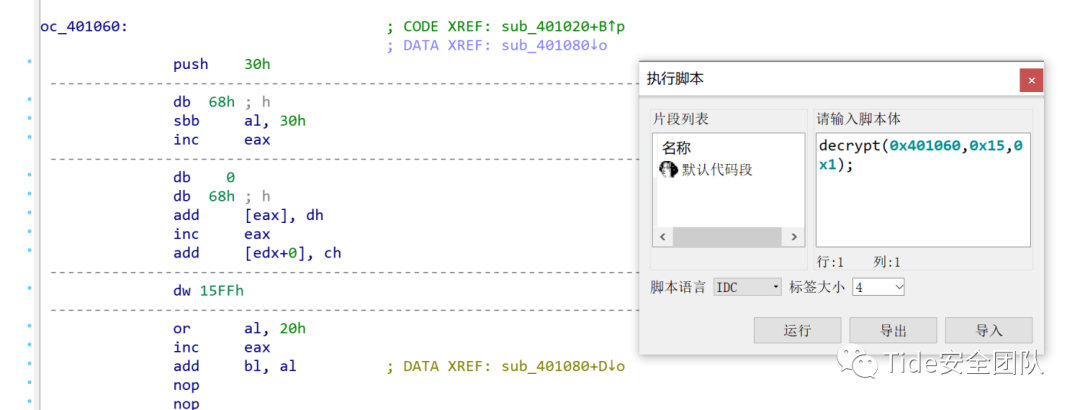 oc_401060: ; CODE XREF: sub_401020+B↑p
; DATA XREF: sub_401080↓o
push 30h
db 68h ; h
sbb al, 30h
inc eax
db 0
db 68h ; h
add [eax], dh
inc eax
add [edx+0], ch
dw 15FFh
or al, 20h
inc eax
add bl, al ; DATA XREF: sub_401080+D↓o
nop
nop
执行脚本
×
片段列表
名称
默认代码段
请输入脚本体
decrypt(0x401060,0x15,0
x1);
行:1 列:1
脚本语言 IDC 标签大小 4
运行 导出 导入
Tide安全团队